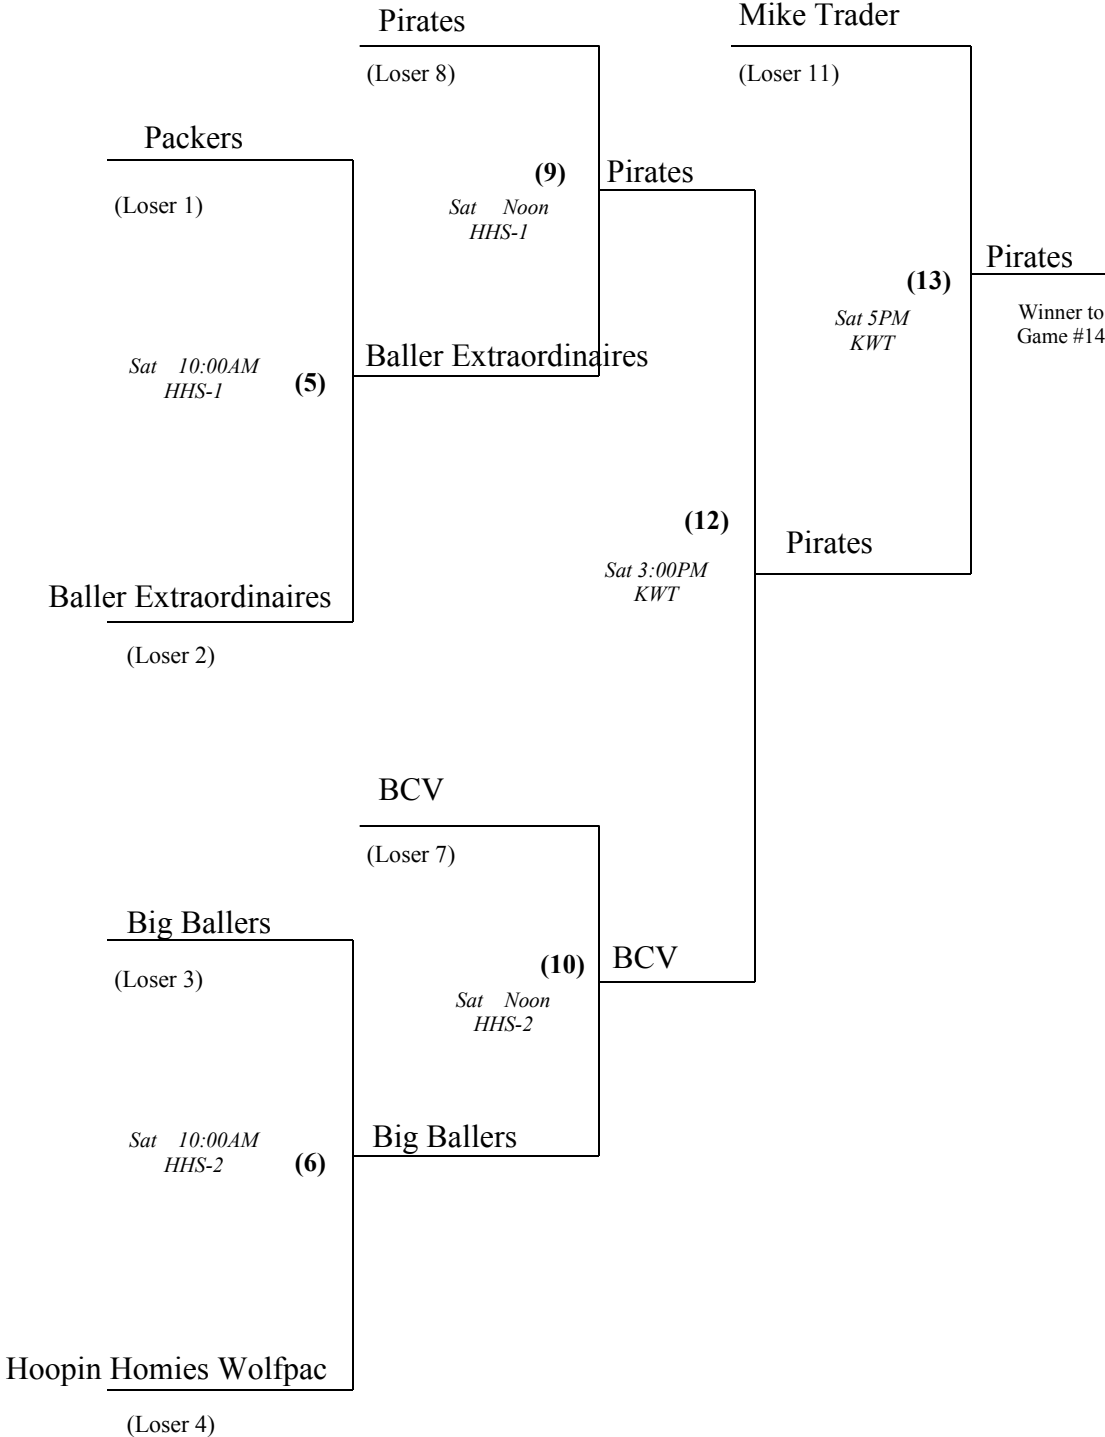 Pirates
Mike Trader
(Loser 8)
(Loser 11)
Packers
(9)
Pirates
(Loser 1)
Sat Noon
HHS-1
Pirates
(13)
Winner to
Game #14
Sat 5PM
KWT
Baller Extraordinaires
Sat 10:00AM
HHS-1
(5)
(12)
Pirates
Sat 3:00PM
KWT
Baller Extraordinaires
(Loser 2)
BCV
(Loser 7)
Big Ballers
(10)
BCV
(Loser 3)
Sat Noon
HHS-2
Big Ballers
Sat 10:00AM
HHS-2
(6)
Hoopin Homies Wolfpac
(Loser 4)